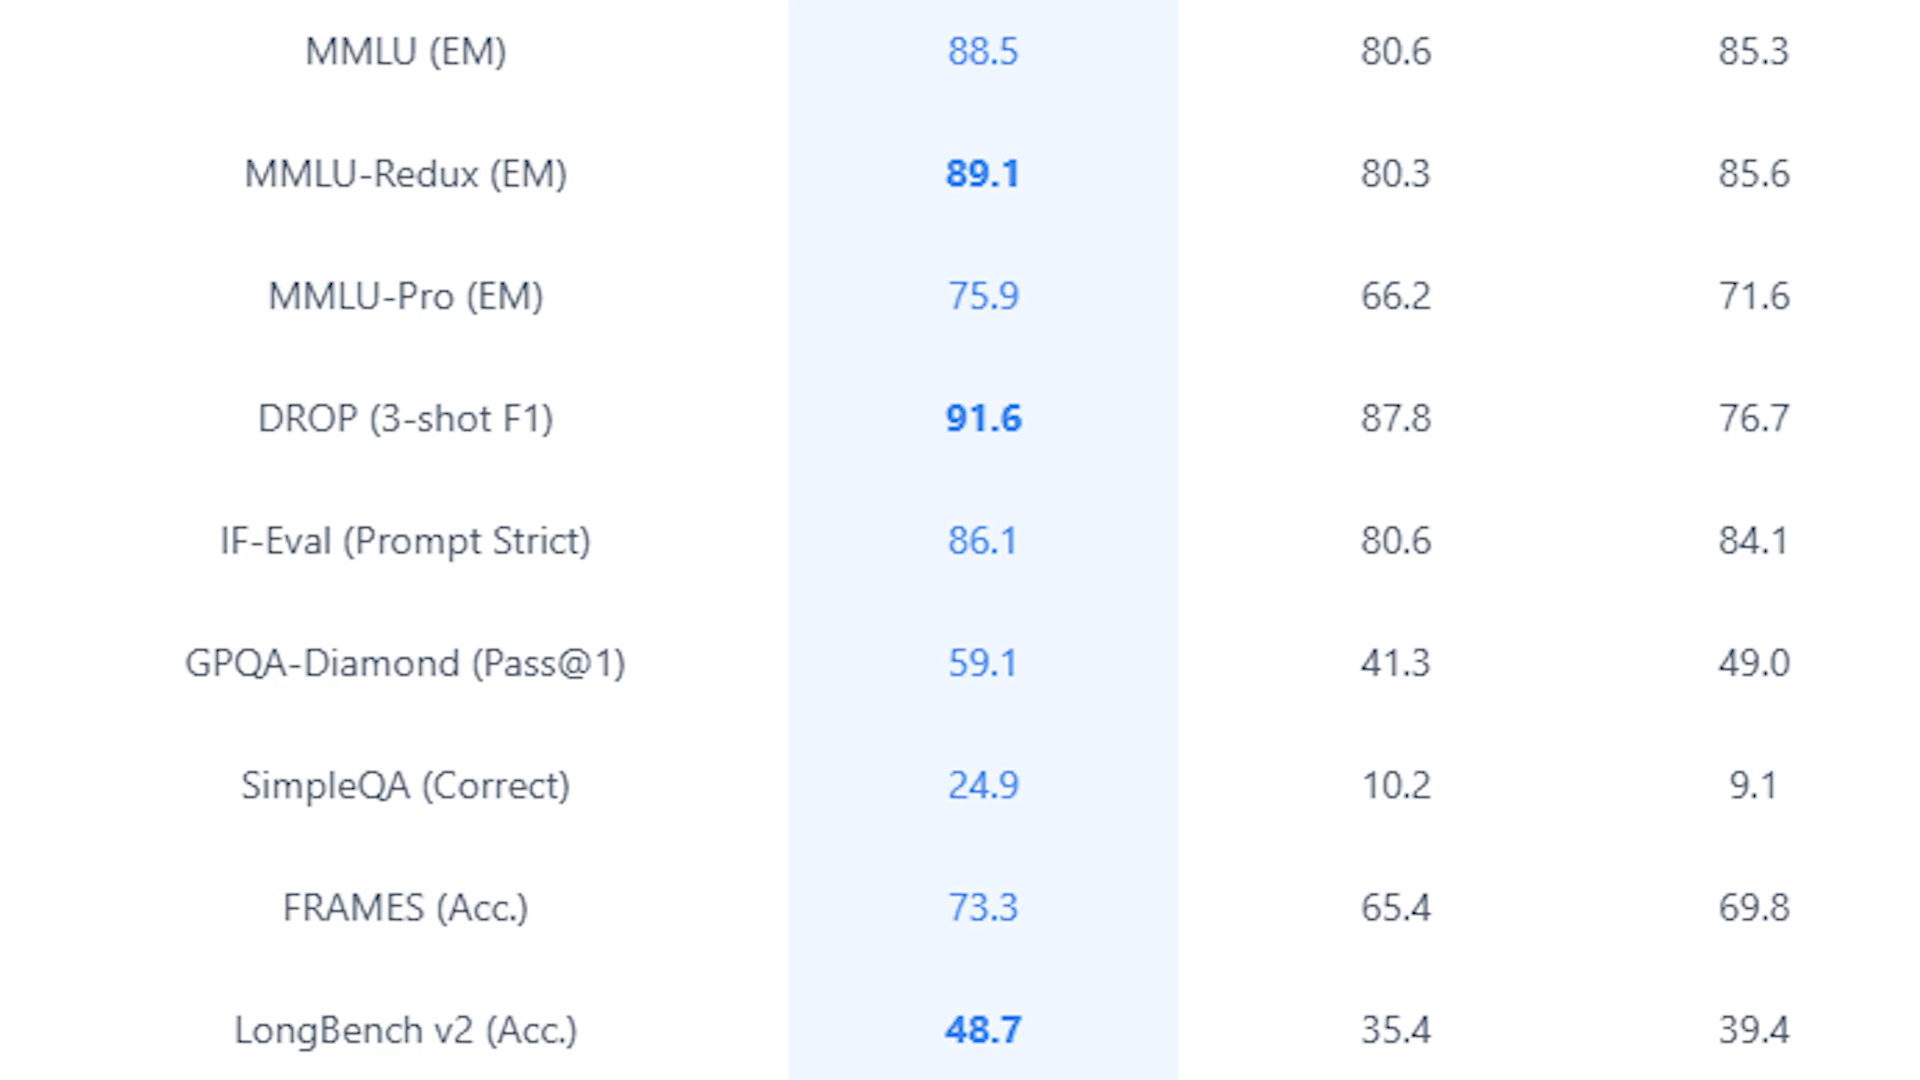 MMLU (EM) 88.5 80.6 85.3
MMLU-Redux (EM) 89.1 80.3 85.6
MMLU-Pro (EM) 75.9 66.2 71.6
DROP (3-shot F1) 91.6 87.8 76.7
IF-Eval (Prompt Strict) 86.1 80.6 84.1
GPQA-Diamond (Pass@1) 59.1 41.3 49.0
SimpleQA (Correct) 24.9 10.2 9.1
FRAMES (Acc.) 73.3 65.4 69.8
LongBench v2 (Acc.) 48.7 35.4 39.4